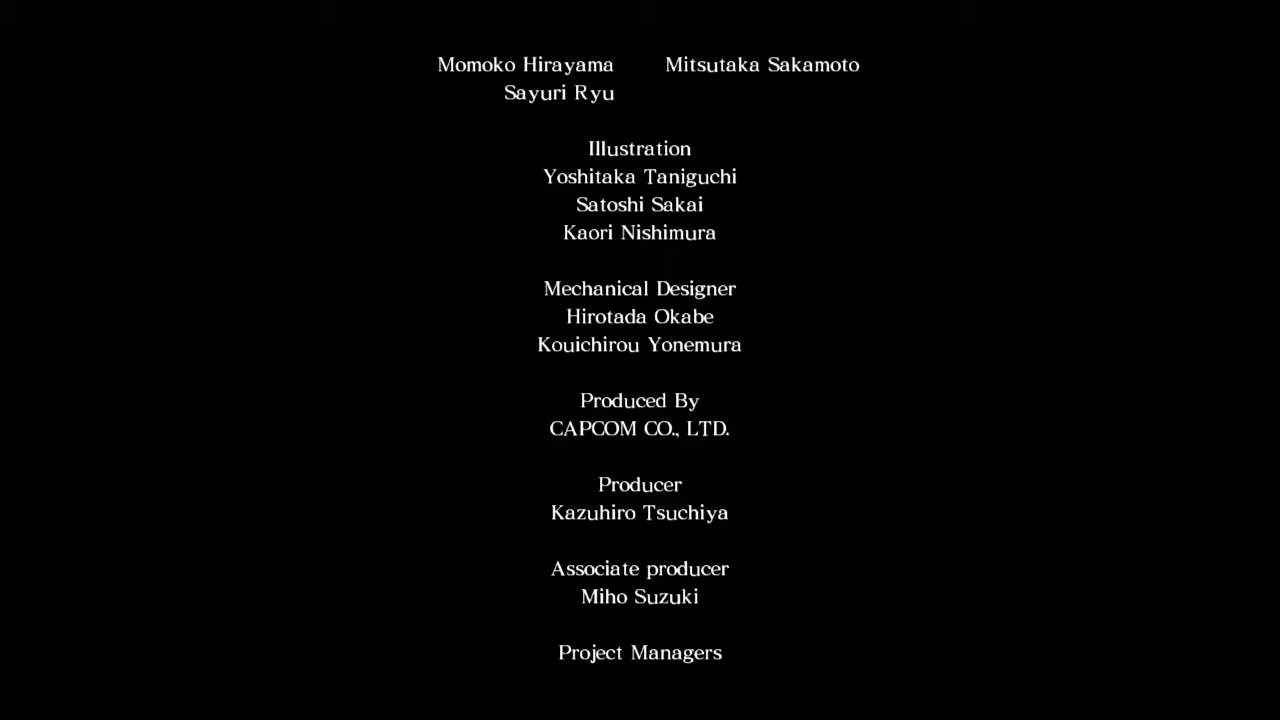 Momoko Hirayama Mitsutaka Sakamoto
Sayuri Ryu
Illustration
Yoshitaka Taniguchi
Satoshi Sakai
Kaori Nishimura
Mechanical Designer
Hirotada Okabe
Kouichirou Yonemura
Produced By
CAPCOM CO., LTD.
Producer
Kazuhiro Tsuchiya
Associate producer
Miho Suzuki
Project Managers